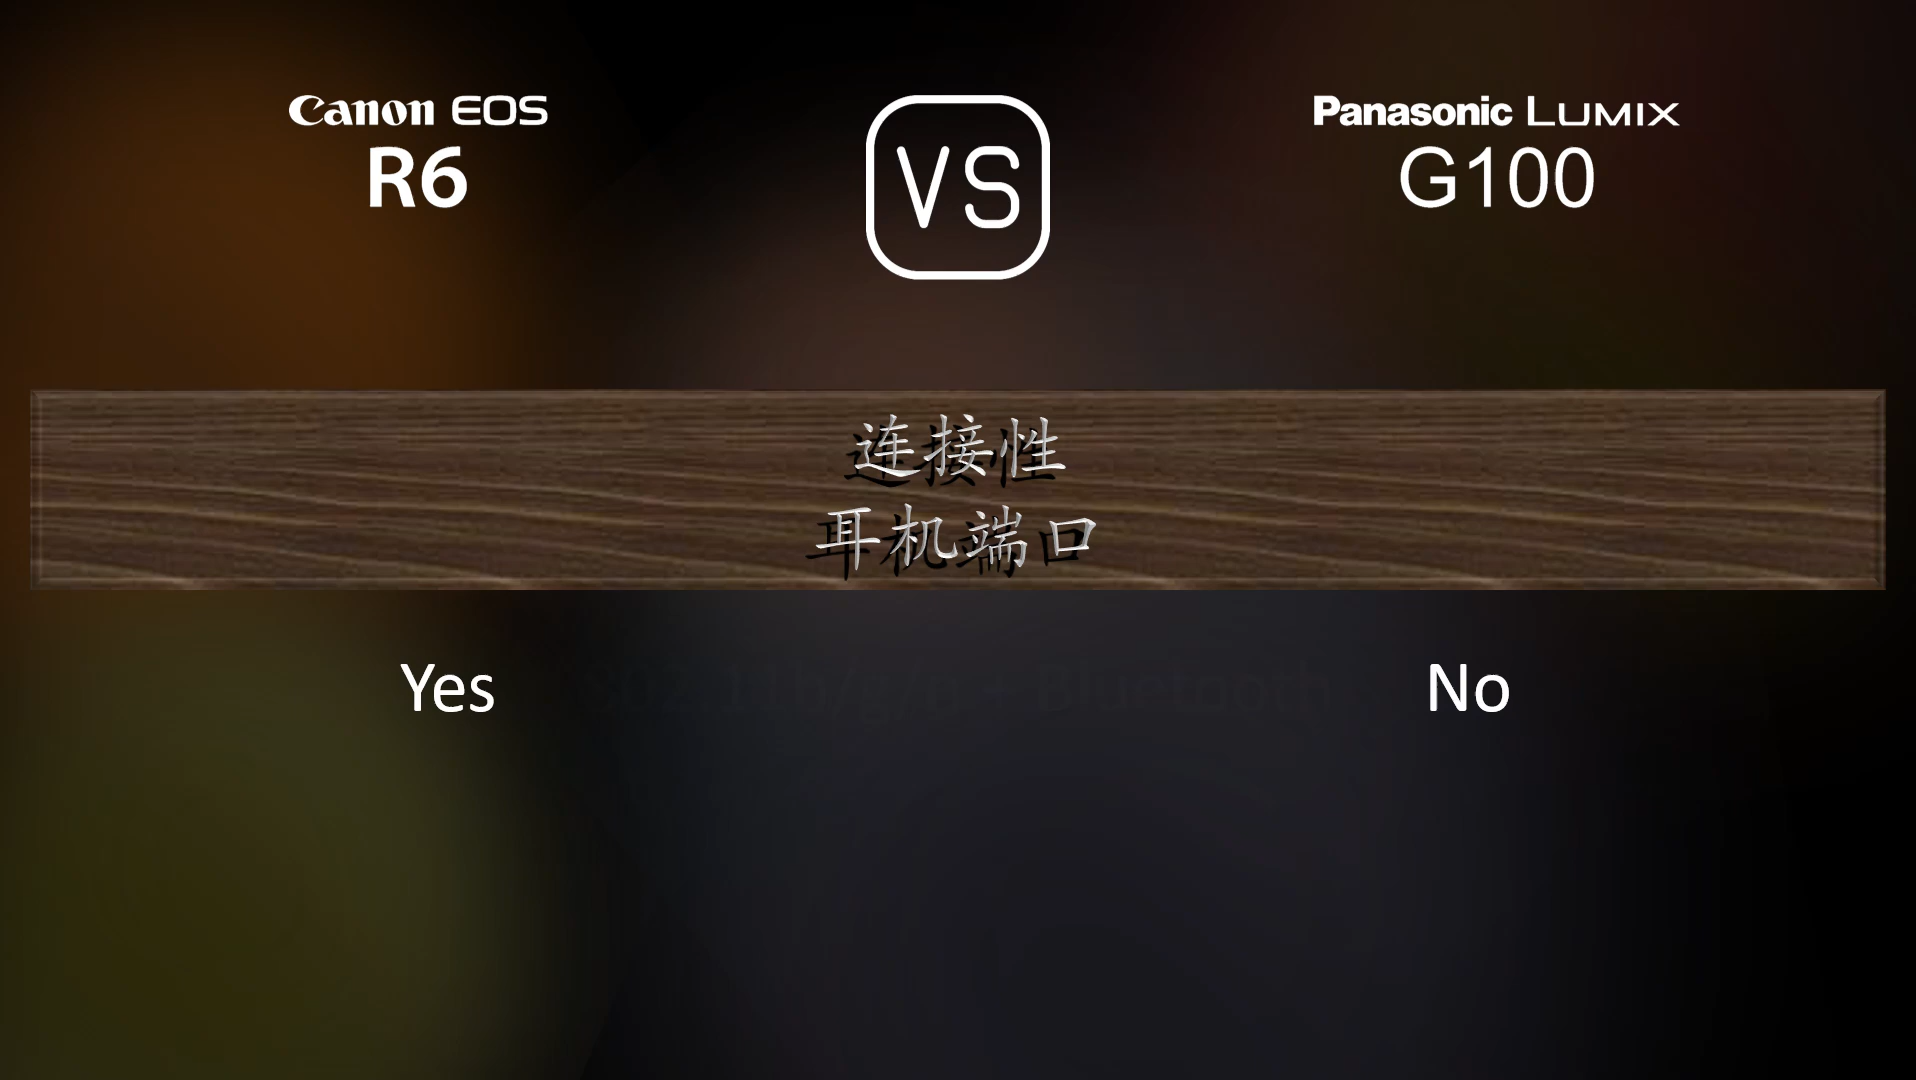 Canon EOS
R6
VS
Panasonic LUMIX
G100
连接性
耳机端口
Yes
No